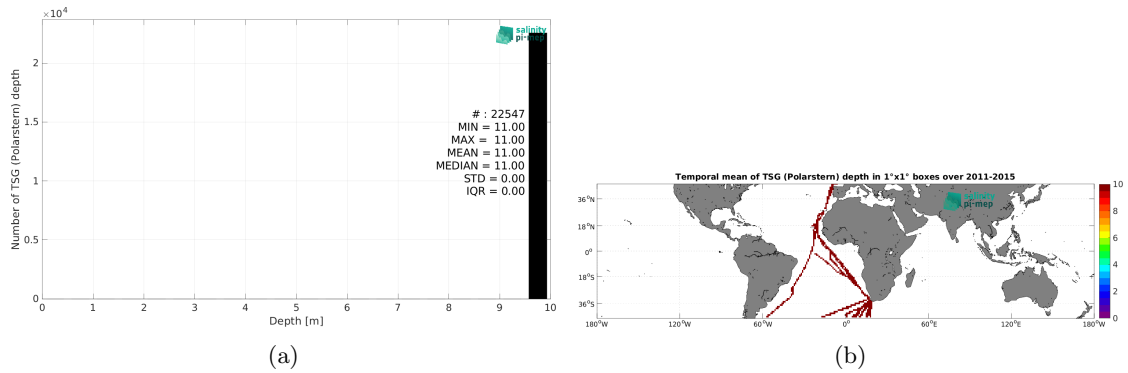 ×10⁴
2
1.5
1
0.5
0
Number of TSG (Polarstern) depth
salinity
pi-mep
# : 22547
MIN = 11.00
MAX = 11.00
MEAN = 11.00
MEDIAN = 11.00
STD = 0.00
IQR = 0.00
0 1 2 3 4 5 6 7 8 9 10
Depth [m]
(a)
Temporal mean of TSG (Polarstern) depth in 1°x1° boxes over 2011-2015
salinity
pi-mep
36°N
18°N
0°
18°S
36°S
180°W 120°W 60°W 0° 60°E 120°E 180°W
10
8
6
4
2
0
(b)